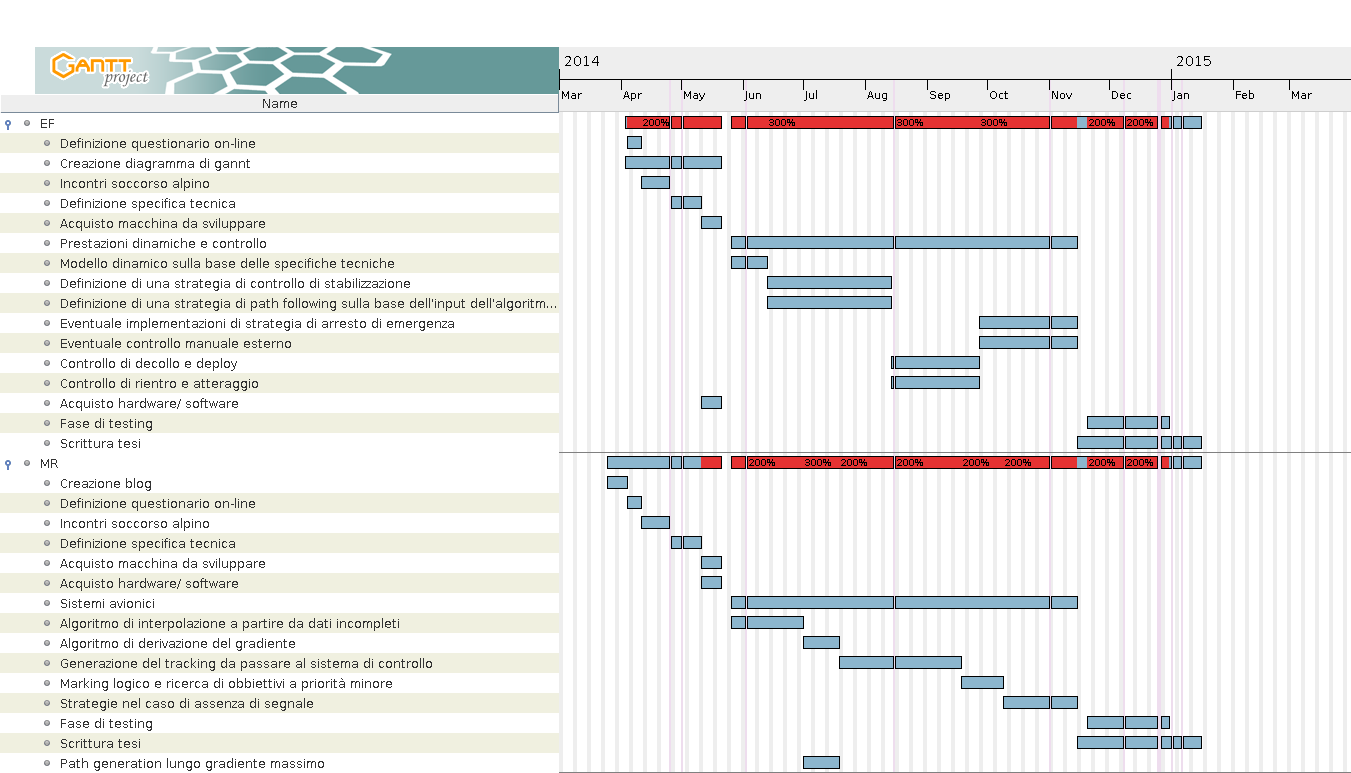 GANTT
project
2014 2015
Name
Mar Apr May Jun Jul Aug Sep Oct Nov Dec Jan Feb Mar
EF 200% 300% 300% 300% 200% 200%
Definizione questionario on-line
Creazione diagramma di gannt
Incontri soccorso alpino
Definizione specifica tecnica
Acquisto macchina da sviluppare
Prestazioni dinamiche e controllo
Modello dinamico sulla base delle specifiche tecniche
Definizione di una strategia di controllo di stabilizzazione
Definizione di una strategia di path following sulla base dell'input dell'algoritm...
Eventuale implementazioni di strategia di arresto di emergenza
Eventuale controllo manuale esterno
Controllo di decollo e deploy
Controllo di rientro e atteraggio
Acquisto hardware/ software
Fase di testing
Scrittura tesi
MR 200% 300% 200% 200% 200% 200% 200% 200%
Creazione blog
Definizione questionario on-line
Incontri soccorso alpino
Definizione specifica tecnica
Acquisto macchina da sviluppare
Acquisto hardware/ software
Sistemi avionici
Algoritmo di interpolazione a partire da dati incompleti
Algoritmo di derivazione del gradiente
Generazione del tracking da passare al sistema di controllo
Marking logico e ricerca di obbiettivi a priorità minore
Strategie nel caso di assenza di segnale
Fase di testing
Scrittura tesi
Path generation lungo gradiente massimo